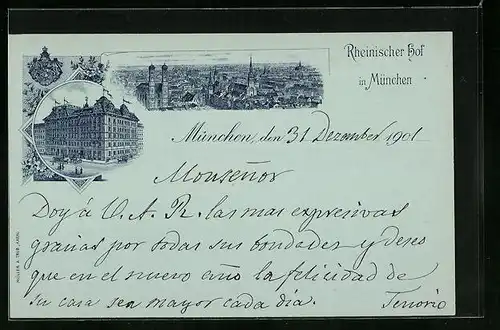 Rheinischer Hof
in München
München, den 31 Dezember 1901
Monseñor
Doy á V. A. R. las mas expresivas
gracias por todas sus bondades y deseo
que en el nuevo año la felicidad de
su casa sea mayor cada dia. Tenorio